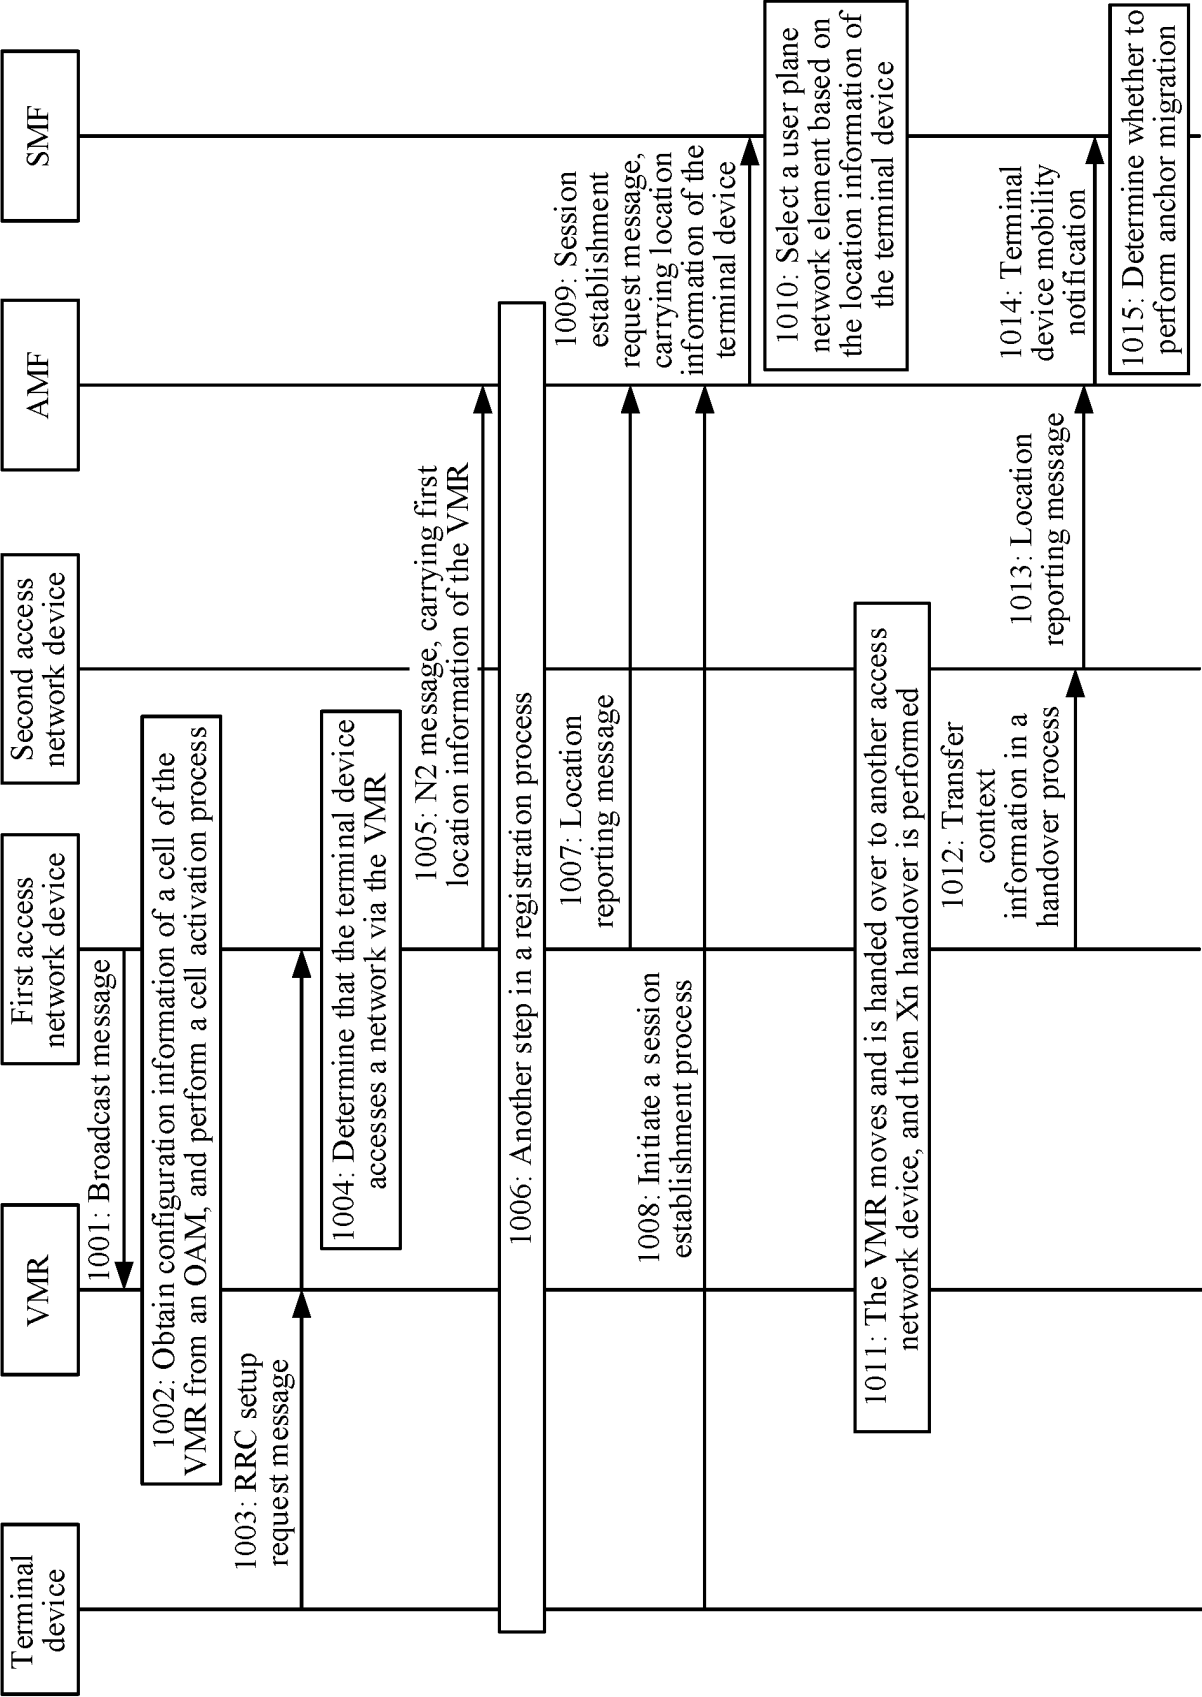 Terminal
device
VMR
First access
network device
Second access
network device
AMF
SMF
1001: Broadcast message
1002: Obtain configuration information of a cell of the
VMR from an OAM, and perform a cell activation process
1003: RRC setup
request message
1004: Determine that the terminal device
accesses a network via the VMR
1005: N2 message, carrying first
location information of the VMR
1006: Another step in a registration process
1007: Location
reporting message
1008: Initiate a session
establishment process
1009: Session
establishment
request message,
carrying location
information of the
terminal device
1010: Select a user plane
network element based on
the location information of
the terminal device
1011: The VMR moves and is handed over to another access
network device, and then Xn handover is performed
1012: Transfer
context
information in a
handover process
1013: Location
reporting message
1014: Terminal
device mobility
notification
1015: Determine whether to
perform anchor migration